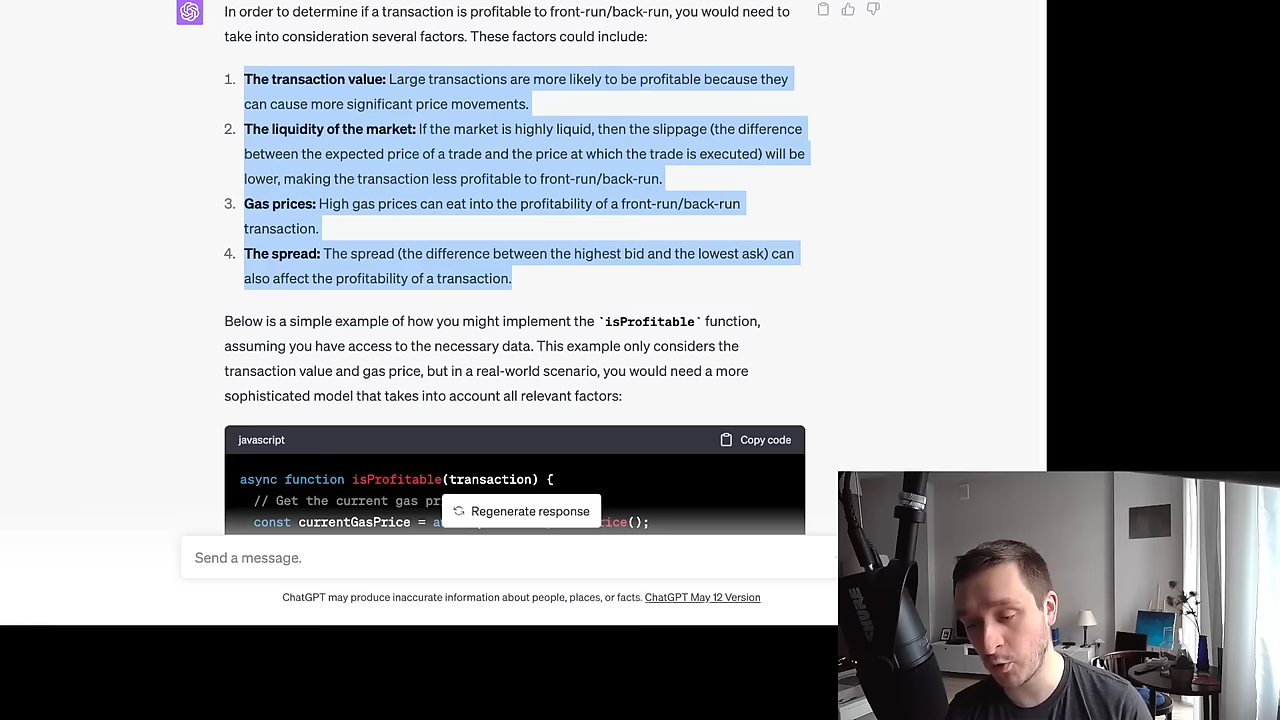 In order to determine if a transaction is profitable to front-run/back-run, you would need to
take into consideration several factors. These factors could include:
1. The transaction value: Large transactions are more likely to be profitable because they
can cause more significant price movements.
2. The liquidity of the market: If the market is highly liquid, then the slippage (the difference
between the expected price of a trade and the price at which the trade is executed) will be
lower, making the transaction less profitable to front-run/back-run.
3. Gas prices: High gas prices can eat into the profitability of a front-run/back-run
transaction.
4. The spread: The spread (the difference between the highest bid and the lowest ask) can
also affect the profitability of a transaction.
Below is a simple example of how you might implement the `isProfitable` function,
assuming you have access to the necessary data. This example only considers the
transaction value and gas price, but in a real-world scenario, you would need a more
sophisticated model that takes into account all relevant factors:
javascript Copy code
async function isProfitable(transaction) {
// Get the current gas pr
Regenerate response
const currentGasPrice = rice();
Send a message.
ChatGPT may produce inaccurate information about people, places, or facts. ChatGPT May 12 Version
SHURE